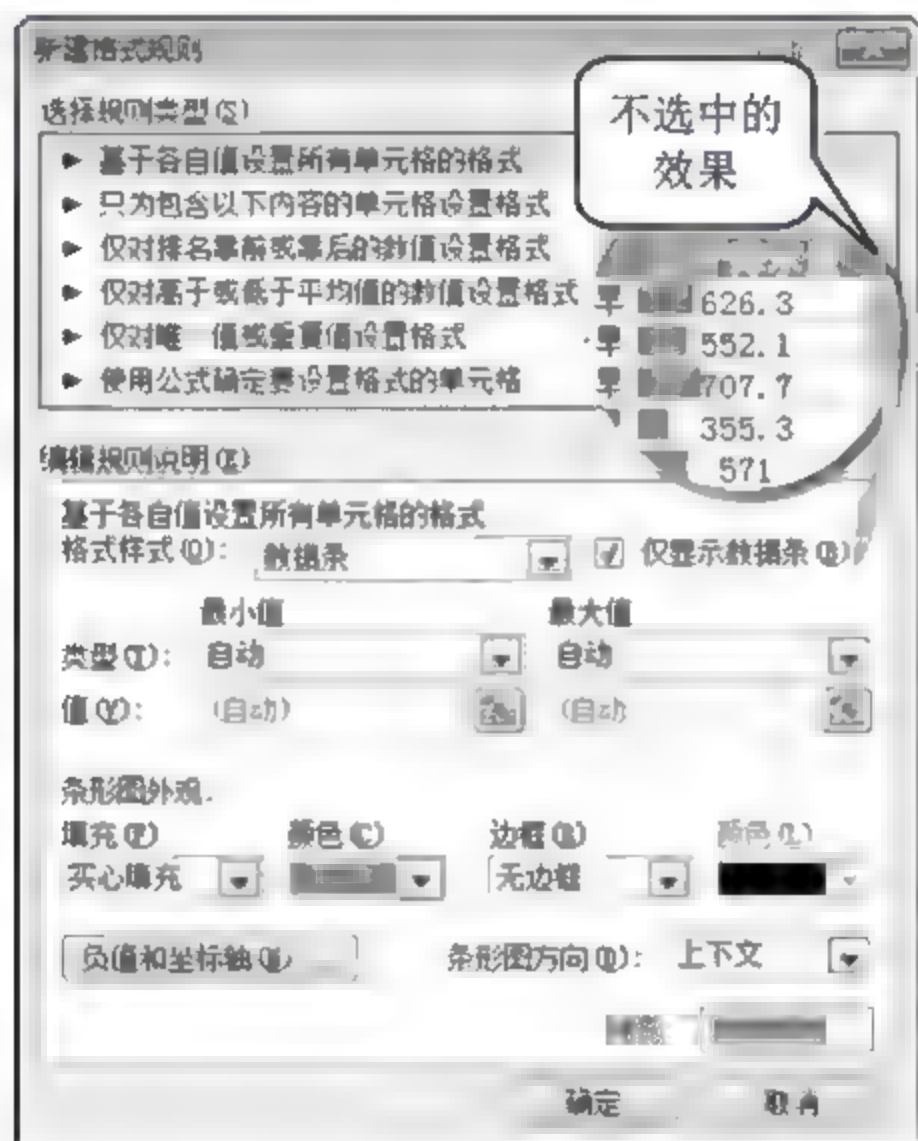 新建格式规则
选择规则类型(S)
不选中的
效果
► 基于各自值设置所有单元格的格式
► 只为包含以下内容的单元格设置格式
► 仅对排名靠前或靠后的数值设置格式
► 仅对高于或低于平均值的数值设置格式
► 仅对唯一值或重复值设置格式
► 使用公式确定要设置格式的单元格
626.3
552.1
707.7
355.3
571
编辑规则说明(E)
基于各自值设置所有单元格的格式
格式样式(O): 数据条 仅显示数据条(B)
最小值 最大值
类型(T): 自动 自动
值(V): (自动) (自动
条形图外观:
填充(F) 颜色(C) 边框(R) 颜色(L)
实心填充 无边框
负值和坐标轴(N) 条形图方向(D): 上下文
确定 取消